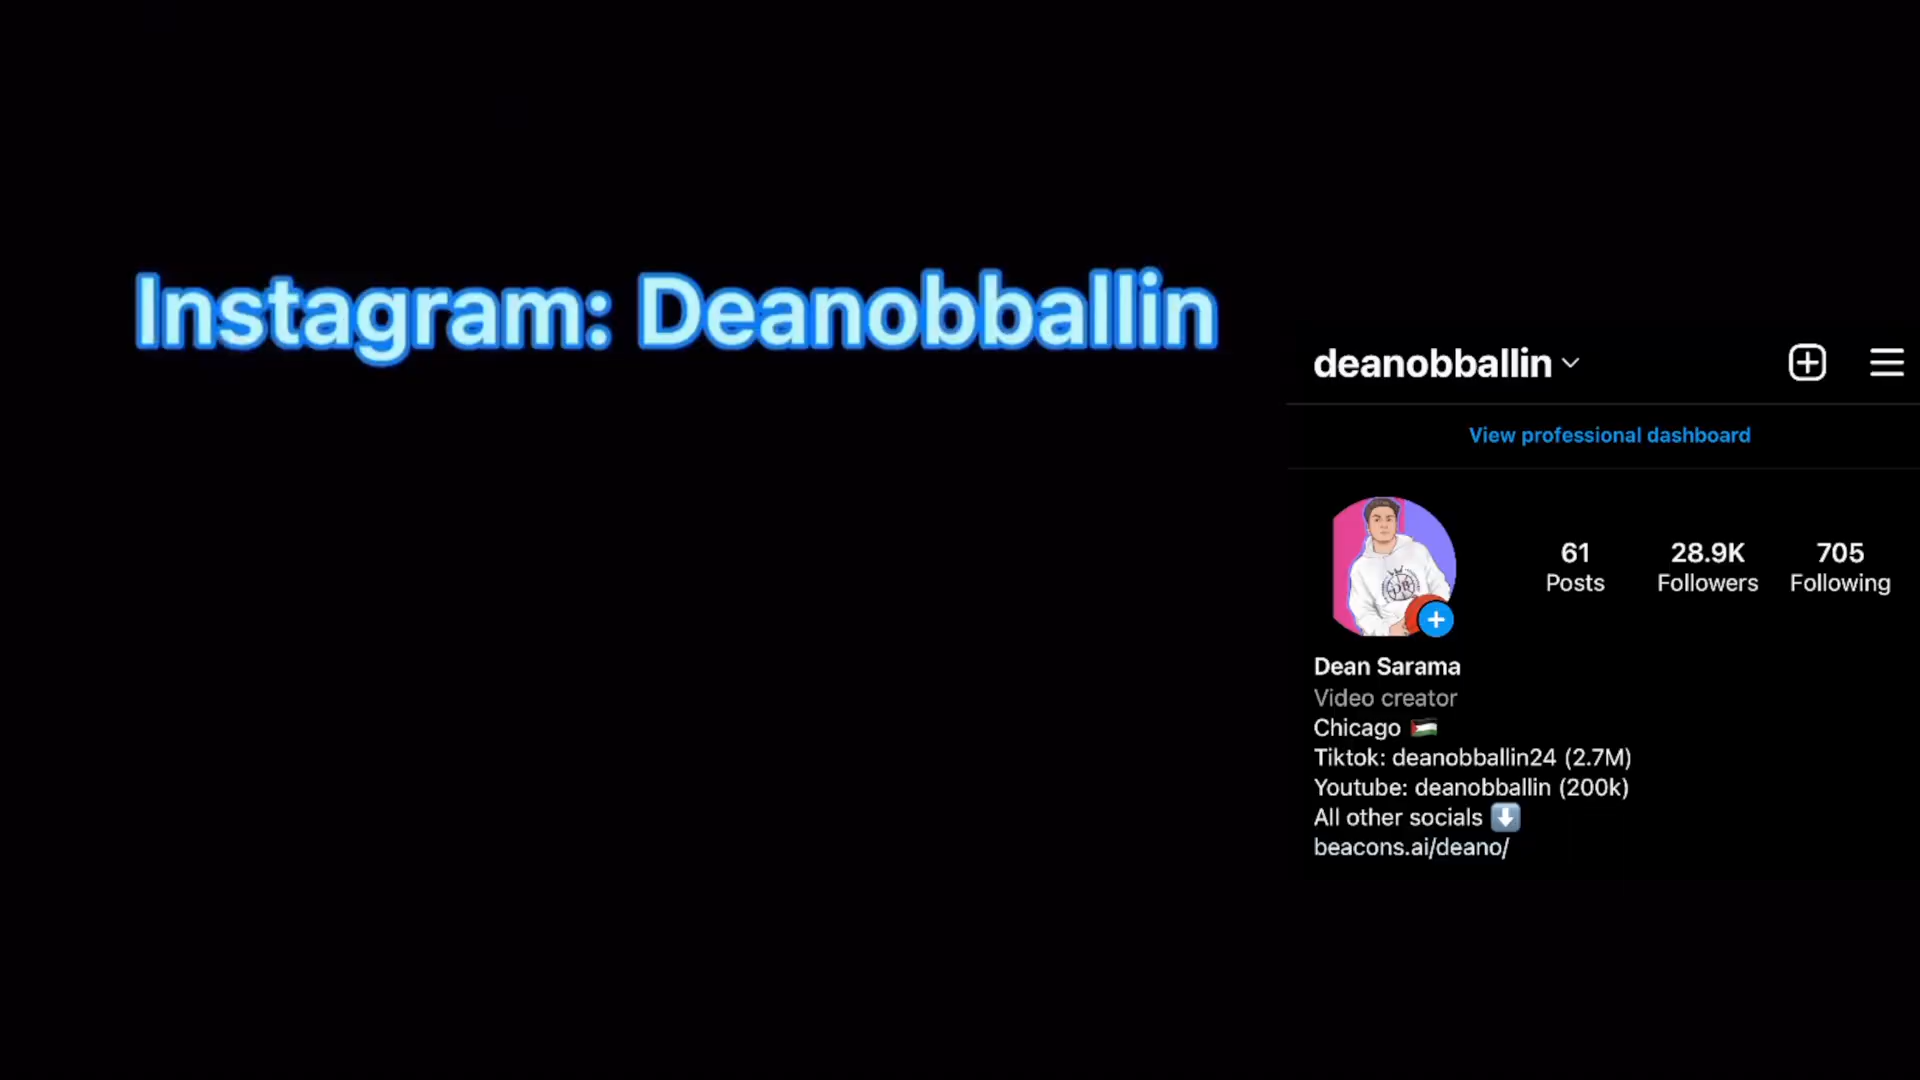 Instagram: Deanobballin
deanobballin
View professional dashboard
61 28.9K 705
Posts Followers Following
Dean Sarama
Video creator
Chicago 🇵🇸
Tiktok: deanobballin24 (2.7M)
Youtube: deanobballin (200k)
All other socials ⬇️
beacons.ai/deano/